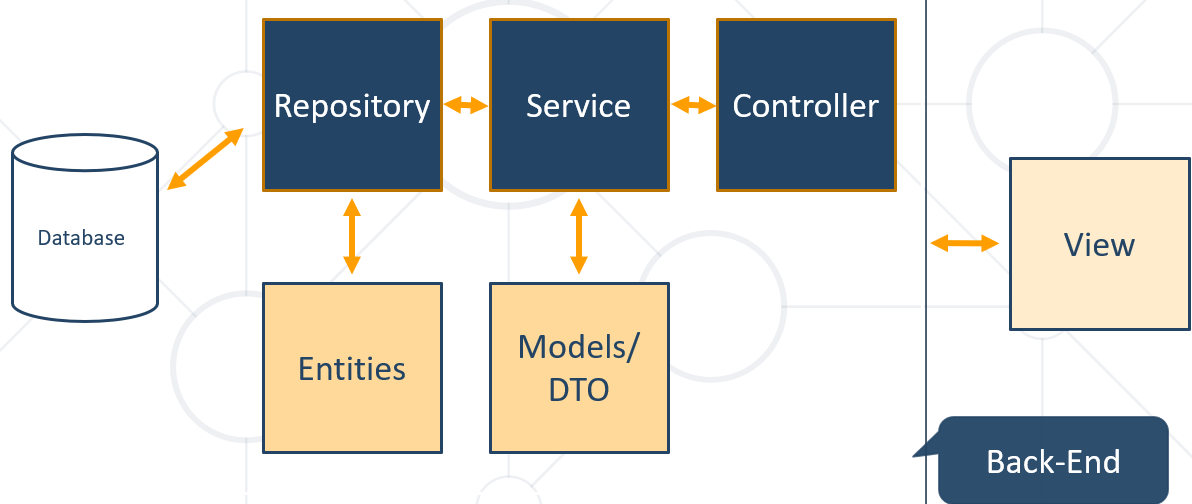 Repository
Service
Controller
Database
View
Entities
Models/
DTO
Back-End